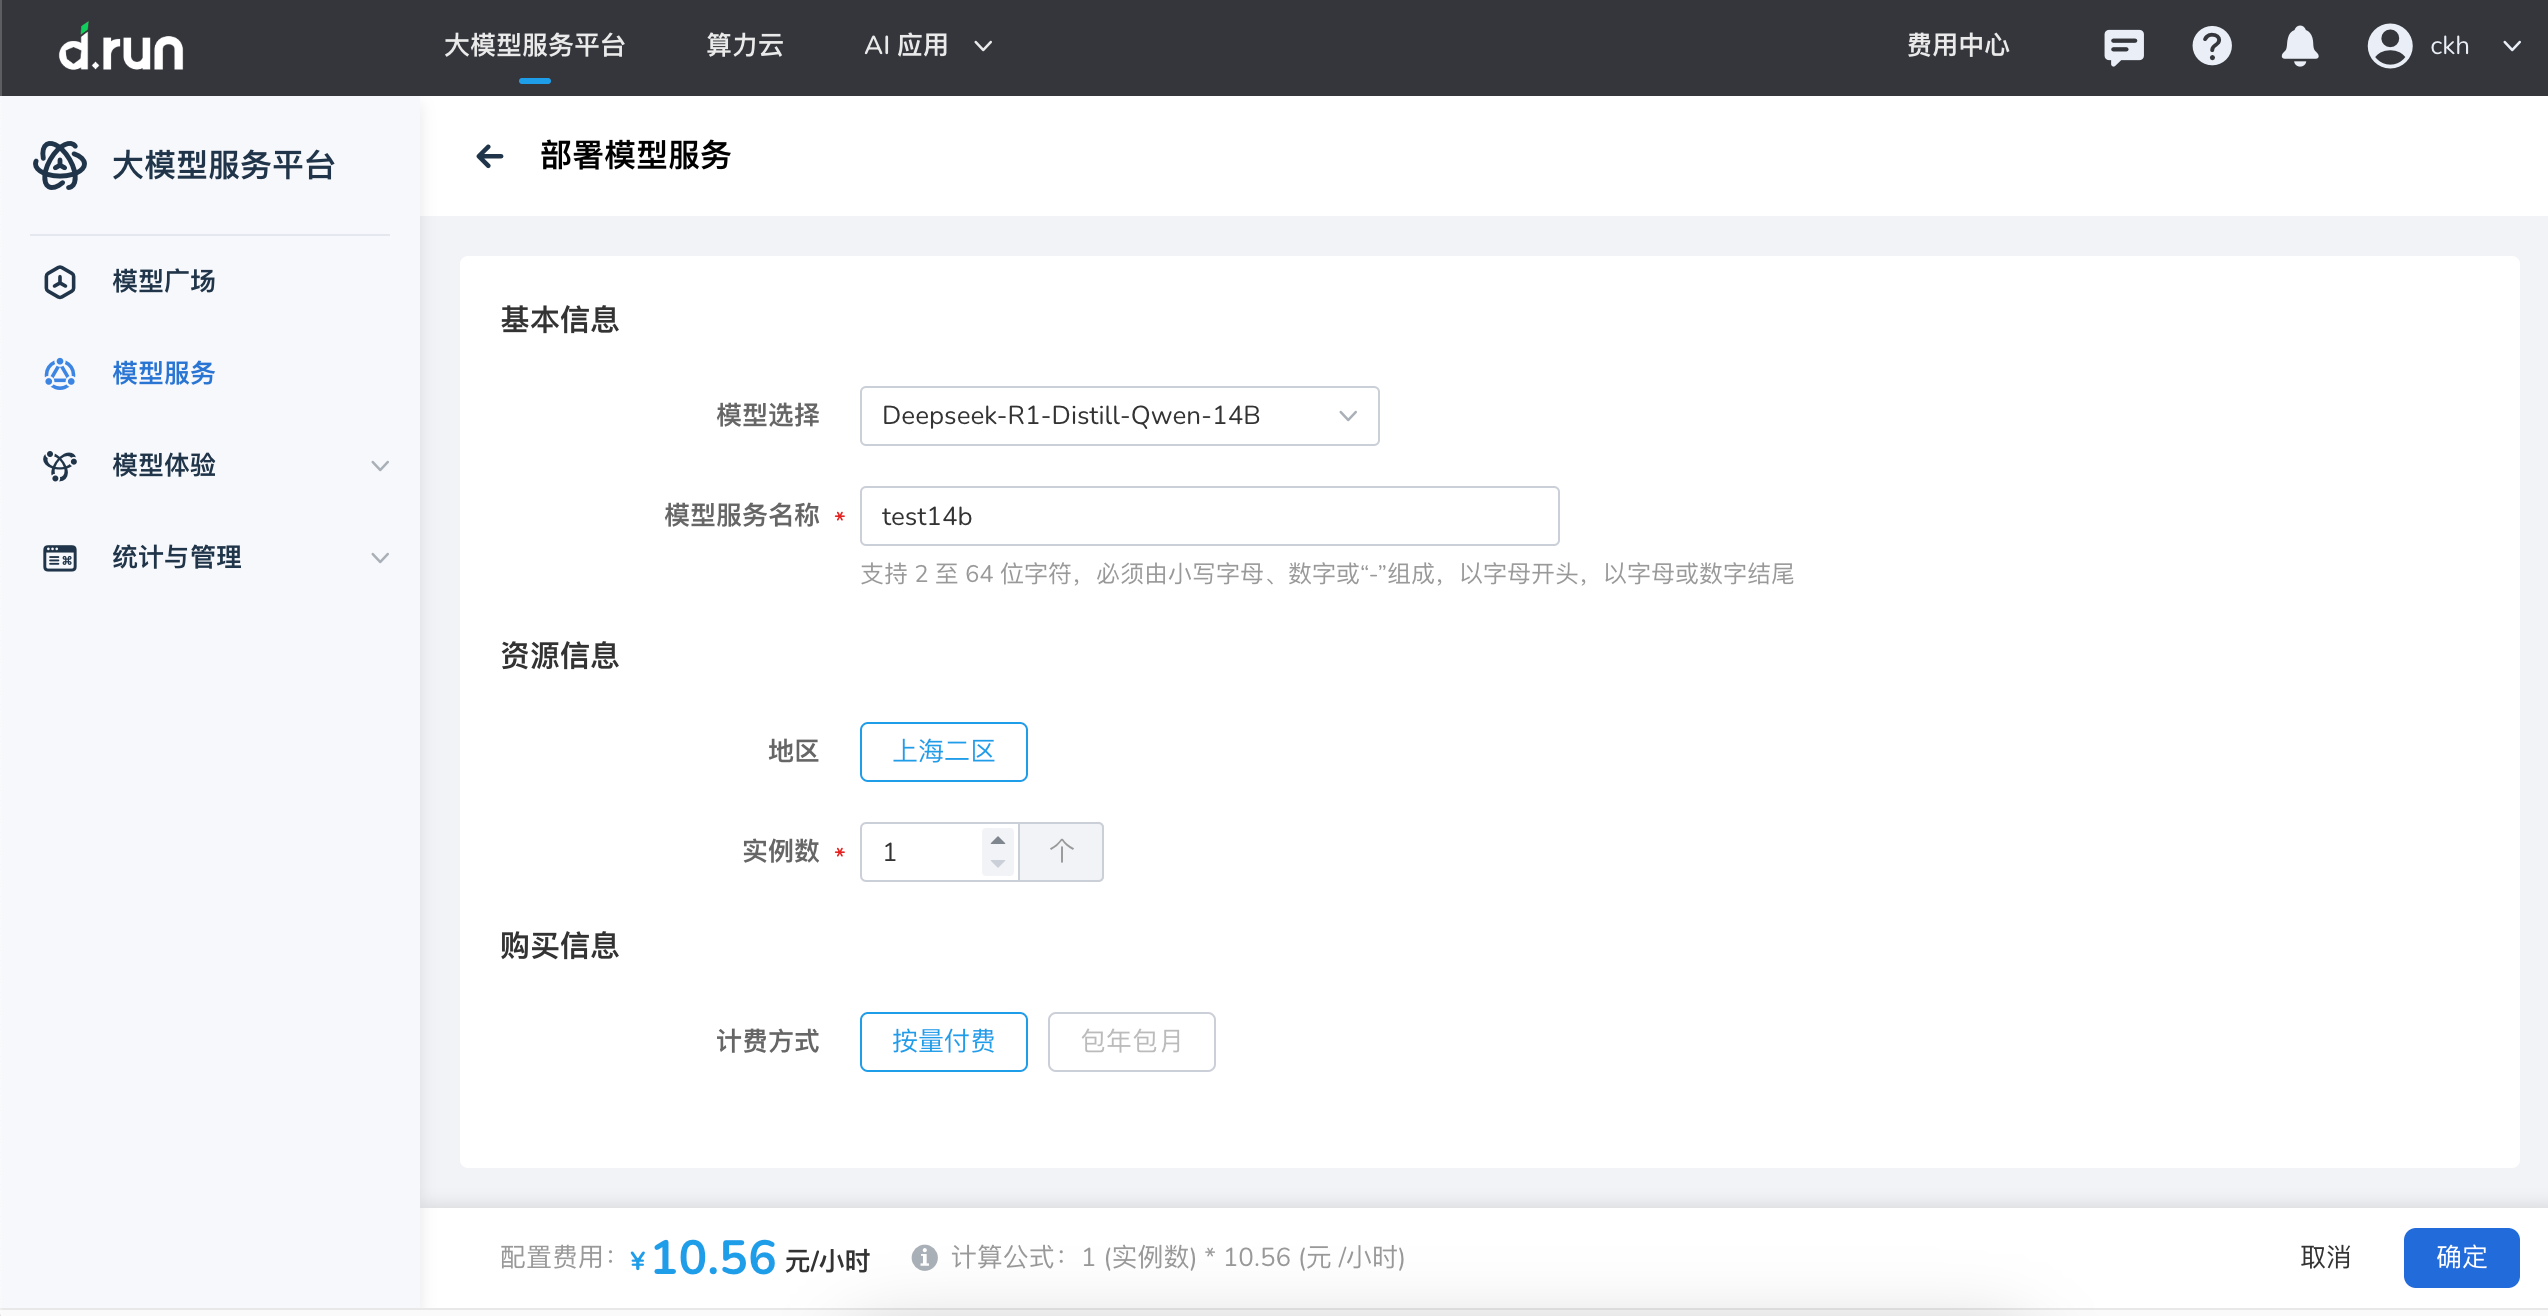 d.run
大模型服务平台
算力云
AI 应用
费用中心
ckh
大模型服务平台
模型广场
模型服务
模型体验
统计与管理
部署模型服务
基本信息
模型选择
Deepseek-R1-Distill-Qwen-14B
模型服务名称 *
test14b
支持 2 至 64 位字符，必须由小写字母、数字或“-”组成，以字母开头，以字母或数字结尾
资源信息
地区
上海二区
实例数 *
1
个
购买信息
计费方式
按量付费
包年包月
配置费用：¥ 10.56 元/小时
计算公式：1 (实例数) * 10.56 (元 /小时)
取消
确定